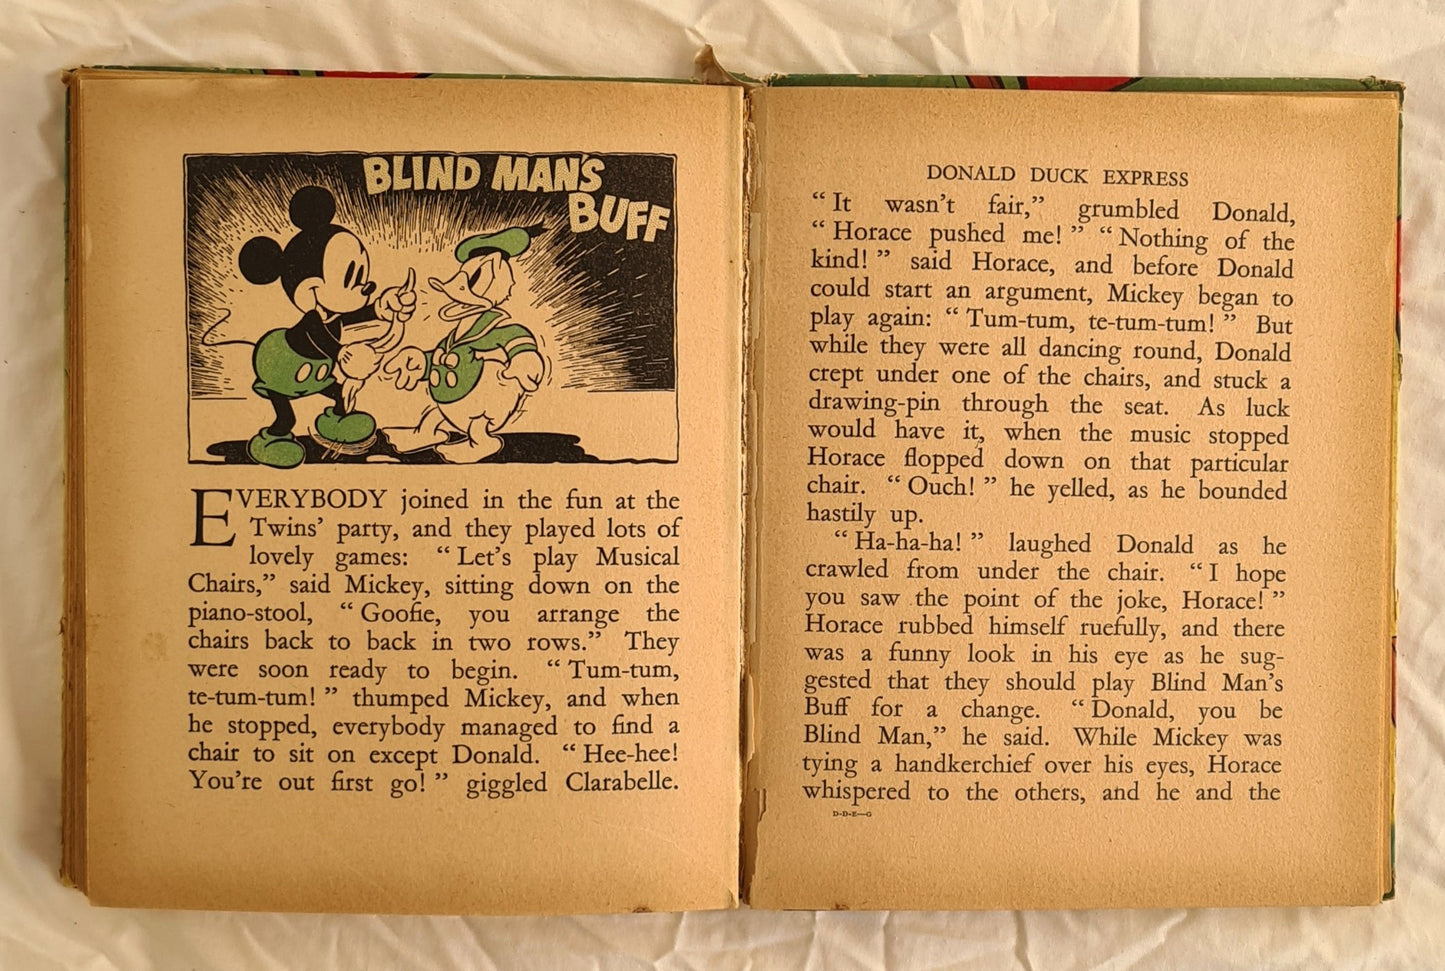 BLIND MAN'S
BUFF
EVERYBODY joined in the fun at the
Twins' party, and they played lots of
lovely games: “ Let's play Musical
Chairs,” said Mickey, sitting down on the
piano-stool, “ Goofie, you arrange the
chairs back to back in two rows.” They
were soon ready to begin. “ Tum-tum,
te-tum-tum! ” thumped Mickey, and when
he stopped, everybody managed to find a
chair to sit on except Donald. “ Hee-hee!
You're out first go! ” giggled Clarabelle.
DONALD DUCK EXPRESS
“ It wasn't fair,” grumbled Donald,
“ Horace pushed me! ” “ Nothing of the
kind! ” said Horace, and before Donald
could start an argument, Mickey began to
play again: “ Tum-tum, te-tum-tum! ” But
while they were all dancing round, Donald
crept under one of the chairs, and stuck a
drawing-pin through the seat. As luck
would have it, when the music stopped
Horace flopped down on that particular
chair. “ Ouch! ” he yelled, as he bounded
hastily up.
“ Ha-ha-ha! ” laughed Donald as he
crawled from under the chair. “ I hope
you saw the point of the joke, Horace! ”
Horace rubbed himself ruefully, and there
was a funny look in his eye as he sug-
gested that they should play Blind Man's
Buff for a change. “ Donald, you be
Blind Man,” he said. While Mickey was
tying a handkerchief over his eyes, Horace
whispered to the others, and he and the
D-D-E—G